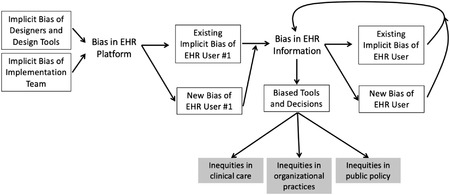 Implicit Bias of
Designers and
Design Tools
Implicit Bias of
Implementation
Team
Bias in EHR
Platform
Existing
Implicit Bias of
EHR User #1
New Bias of
EHR User #1
Bias in EHR
Information
Existing
Implicit Bias of
EHR User
New Bias
of EHR User
Biased Tools
and Decisions
Inequities in
clinical care
Inequities in
organizational
practices
Inequities in
public policy